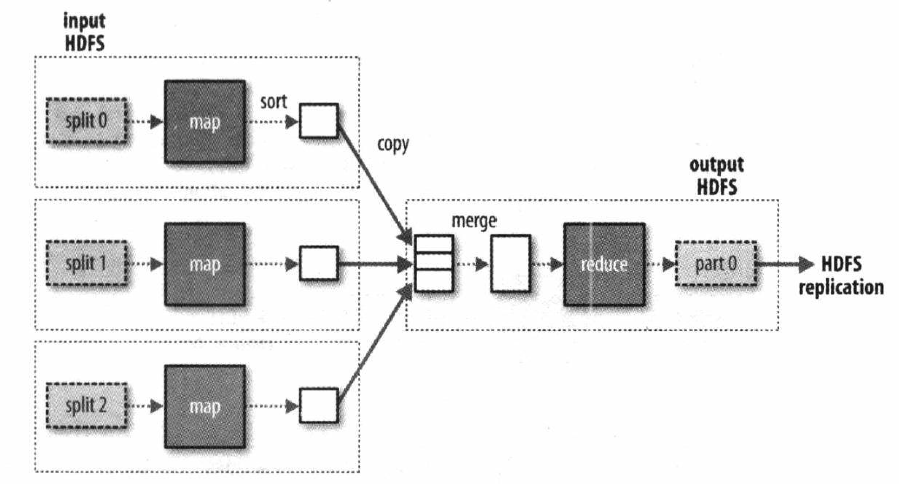 input
HDFS
split 0
map
sort
copy
output
HDFS
split 1
map
merge
reduce
part 0
HDFS
replication
split 2
map